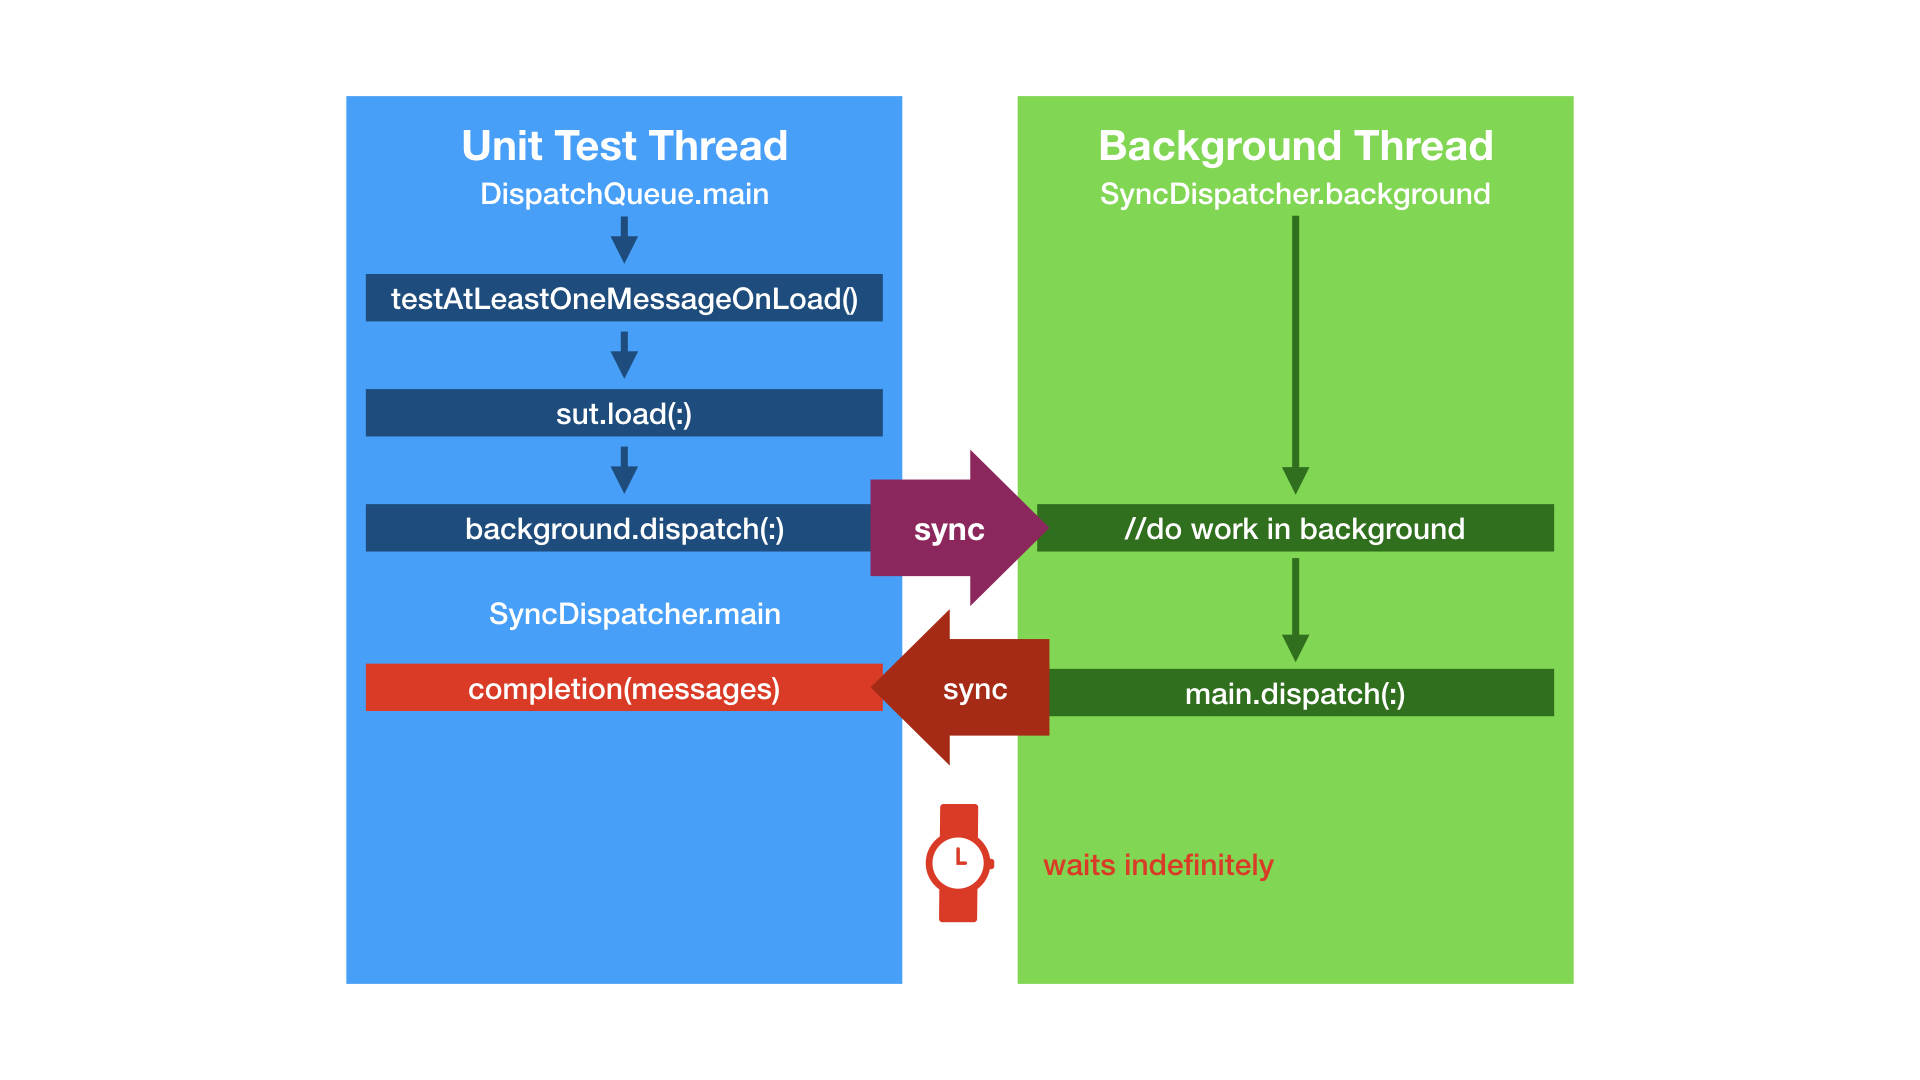 Unit Test Thread
DispatchQueue.main
testAtLeastOneMessageOnLoad()
sut.load(:)
background.dispatch(:)
SyncDispatcher.main
completion(messages)
sync
sync
Background Thread
SyncDispatcher.background
//do work in background
main.dispatch(:)
waits indefinitely